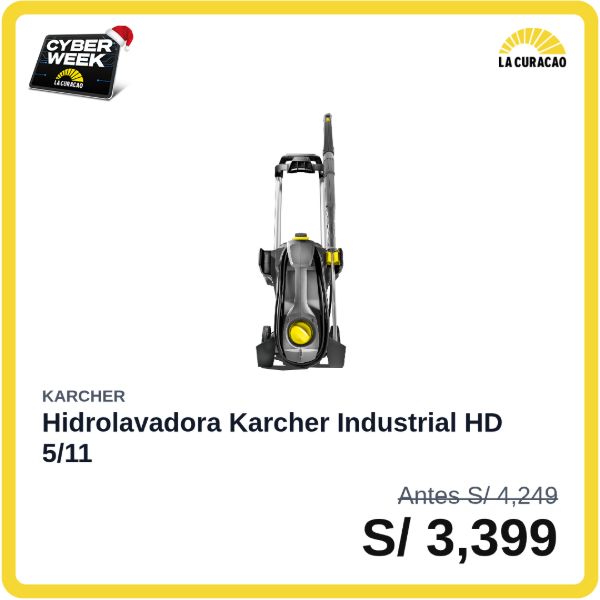 CYBER
WEEK
LA CURACAO
LA CURACAO
KARCHER
Hidrolavadora Karcher Industrial HD
5/11
Antes S/ 4,249
S/ 3,399